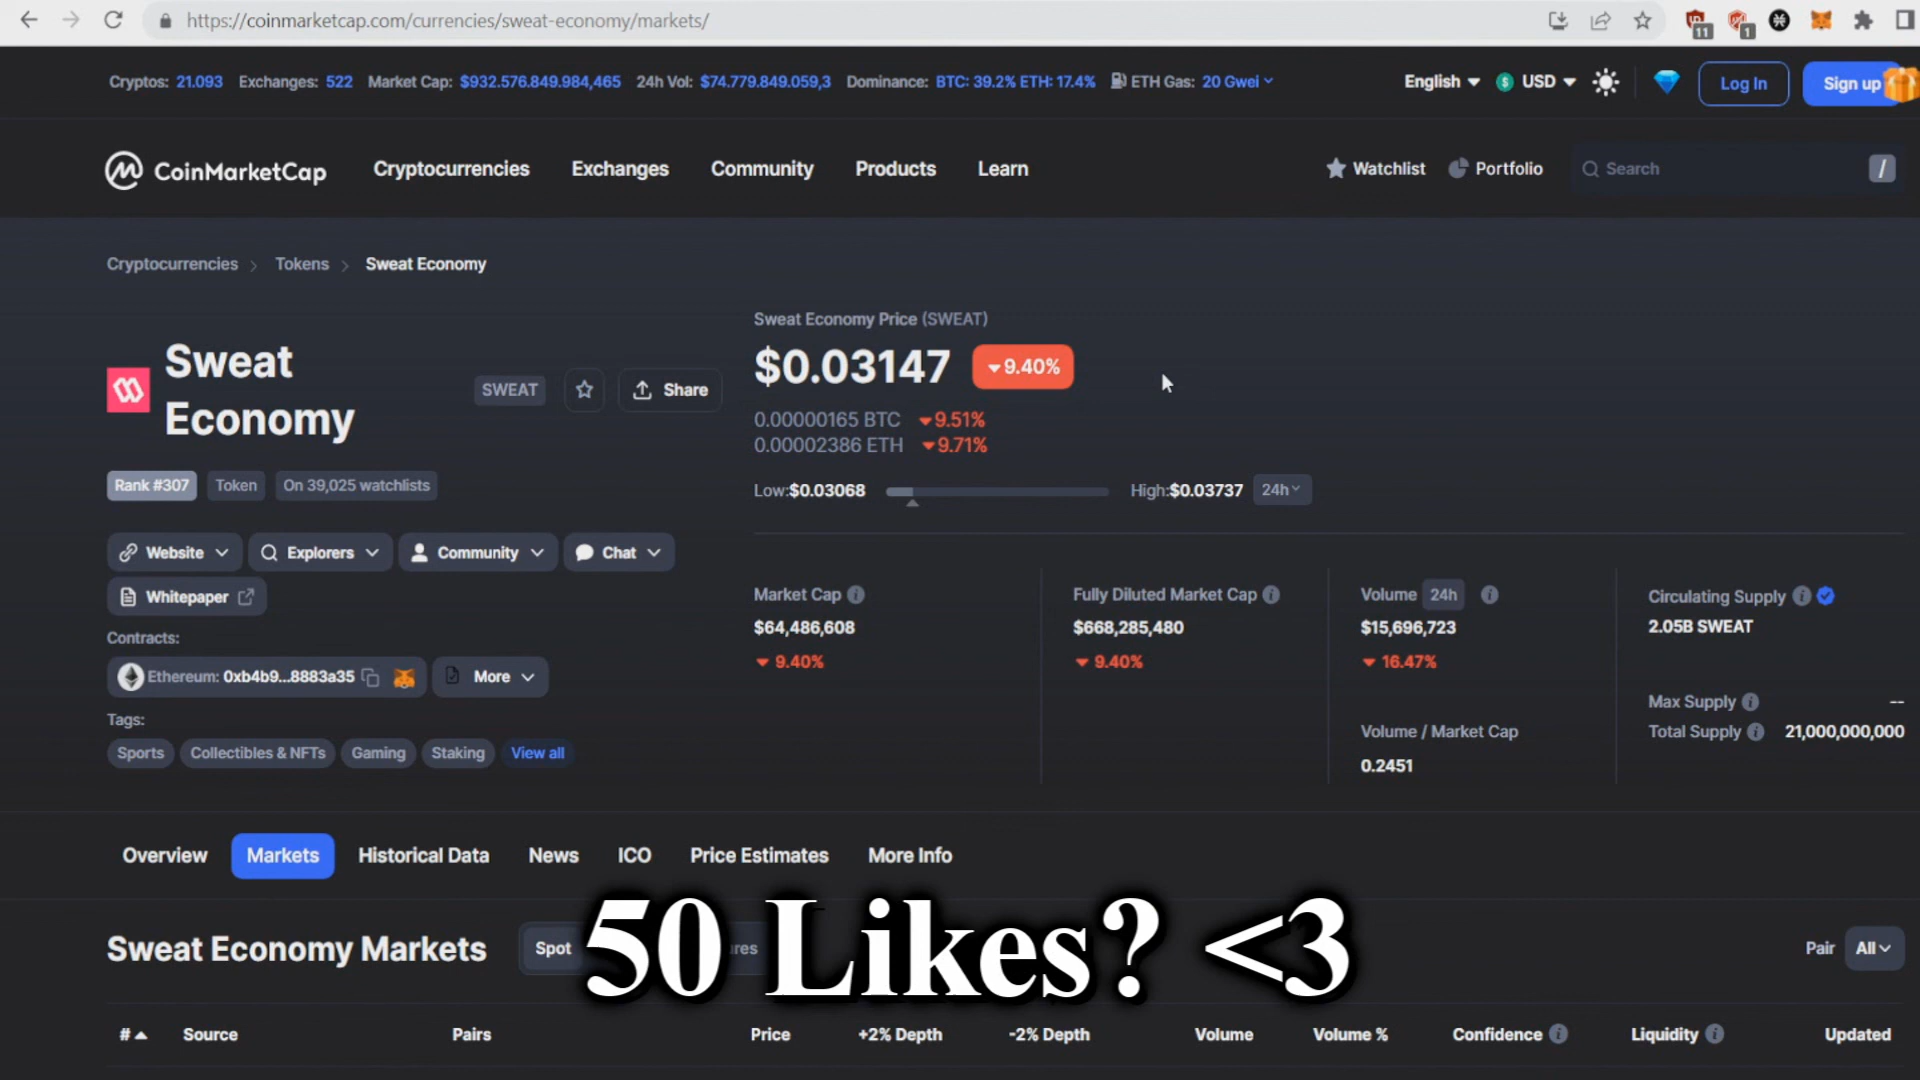 https://coinmarketcap.com/currencies/sweat-economy/markets/
11
1
Cryptos: 21.093 Exchanges: 522 Market Cap: $932.576.849.984,465 24h Vol: $74.779.849.059,3 Dominance: BTC: 39.2% ETH: 17.4% ETH Gas: 20 Gwei
English $ USD Log In Sign up
CoinMarketCap Cryptocurrencies Exchanges Community Products Learn Watchlist Portfolio Search /
Cryptocurrencies > Tokens > Sweat Economy
Sweat Economy
SWEAT Share
Rank #307 Token On 39,025 watchlists
Website Explorers Community Chat
Whitepaper
Contracts:
Ethereum: 0xb4b9...8883a35 More
Tags:
Sports Collectibles & NFTs Gaming Staking View all
Sweat Economy Price (SWEAT)
$0.03147 9.40%
0.00000165 BTC 9.51%
0.00002386 ETH 9.71%
Low:$0.03068 High:$0.03737 24h
Market Cap
$64,486,608
9.40%
Fully Diluted Market Cap
$668,285,480
9.40%
Volume 24h
$15,696,723
16.47%
Volume / Market Cap
0.2451
Circulating Supply
2.05B SWEAT
Max Supply --
Total Supply 21,000,000,000
Overview Markets Historical Data News ICO Price Estimates More Info
Sweat Economy Markets Spot Pair All
50 Likes? <3
# Source Pairs Price +2% Depth -2% Depth Volume Volume % Confidence Liquidity Updated